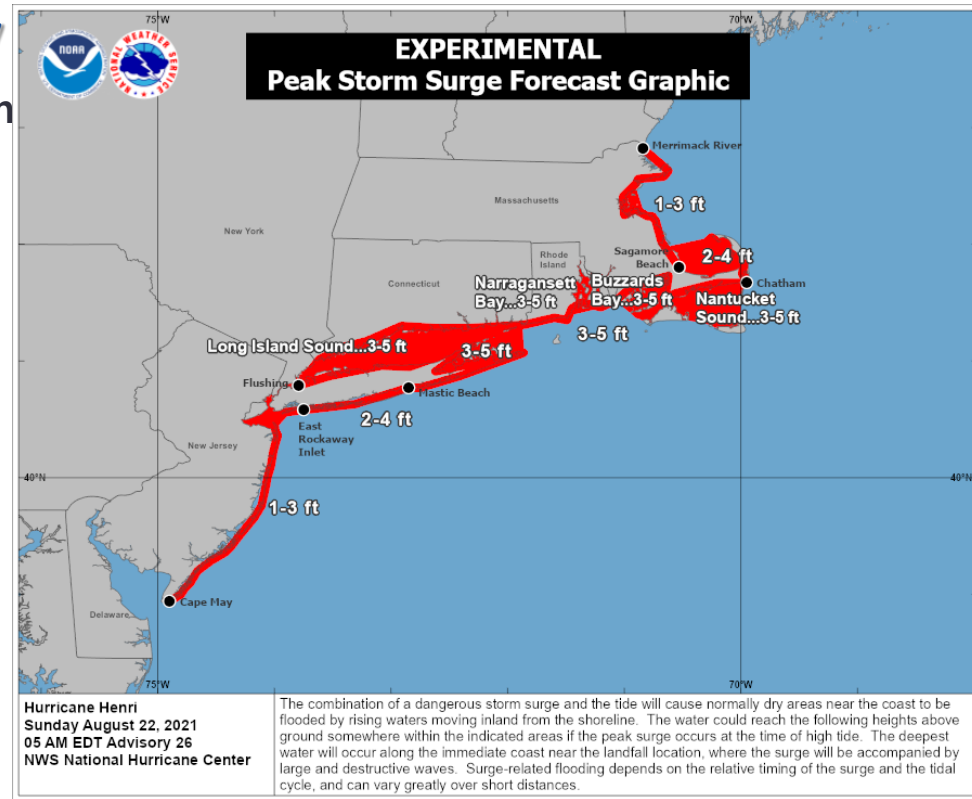 75°W
70°W
NOAA
NATIONAL WEATHER SERVICE
EXPERIMENTAL
Peak Storm Surge Forecast Graphic
n
Merrimack River
Massachusetts
1-3 ft
New York
Rhode
Island
Sagamore
Beach
2-4 ft
Connecticut
Narragansett
Bay...3-5 ft
Buzzards
Bay...3-5 ft
Chatham
Nantucket
Sound...3-5 ft
3-5 ft
Long Island Sound...3-5 ft
3-5 ft
Flushing
Mastic Beach
2-4 ft
East
Rockaway
Inlet
New Jersey
40°N
40°N
1-3 ft
Cape May
Delaware
75°W
70°W
Hurricane Henri
Sunday August 22, 2021
05 AM EDT Advisory 26
NWS National Hurricane Center
The combination of a dangerous storm surge and the tide will cause normally dry areas near the coast to be
flooded by rising waters moving inland from the shoreline. The water could reach the following heights above
ground somewhere within the indicated areas if the peak surge occurs at the time of high tide. The deepest
water will occur along the immediate coast near the landfall location, where the surge will be accompanied by
large and destructive waves. Surge-related flooding depends on the relative timing of the surge and the tidal
cycle, and can vary greatly over short distances.